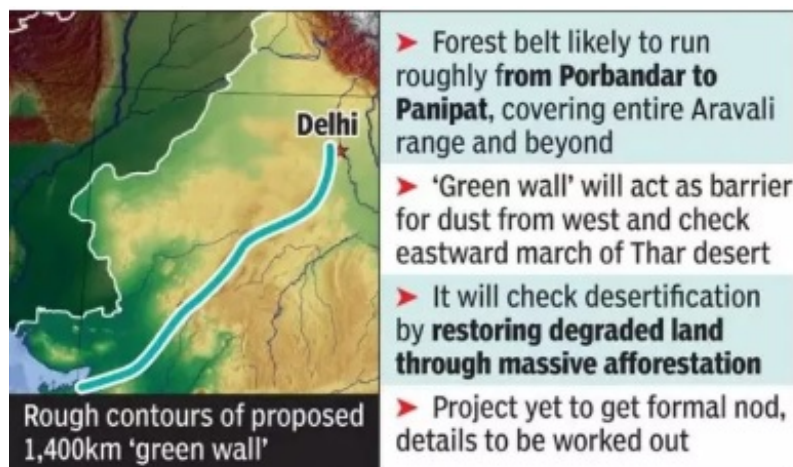 Delhi
Rough contours of proposed
1,400km ‘green wall’
➤ Forest belt likely to run
roughly from Porbandar to
Panipat, covering entire Aravali
range and beyond
➤ ‘Green wall’ will act as barrier
for dust from west and check
eastward march of Thar desert
➤ It will check desertification
by restoring degraded land
through massive afforestation
➤ Project yet to get formal nod,
details to be worked out